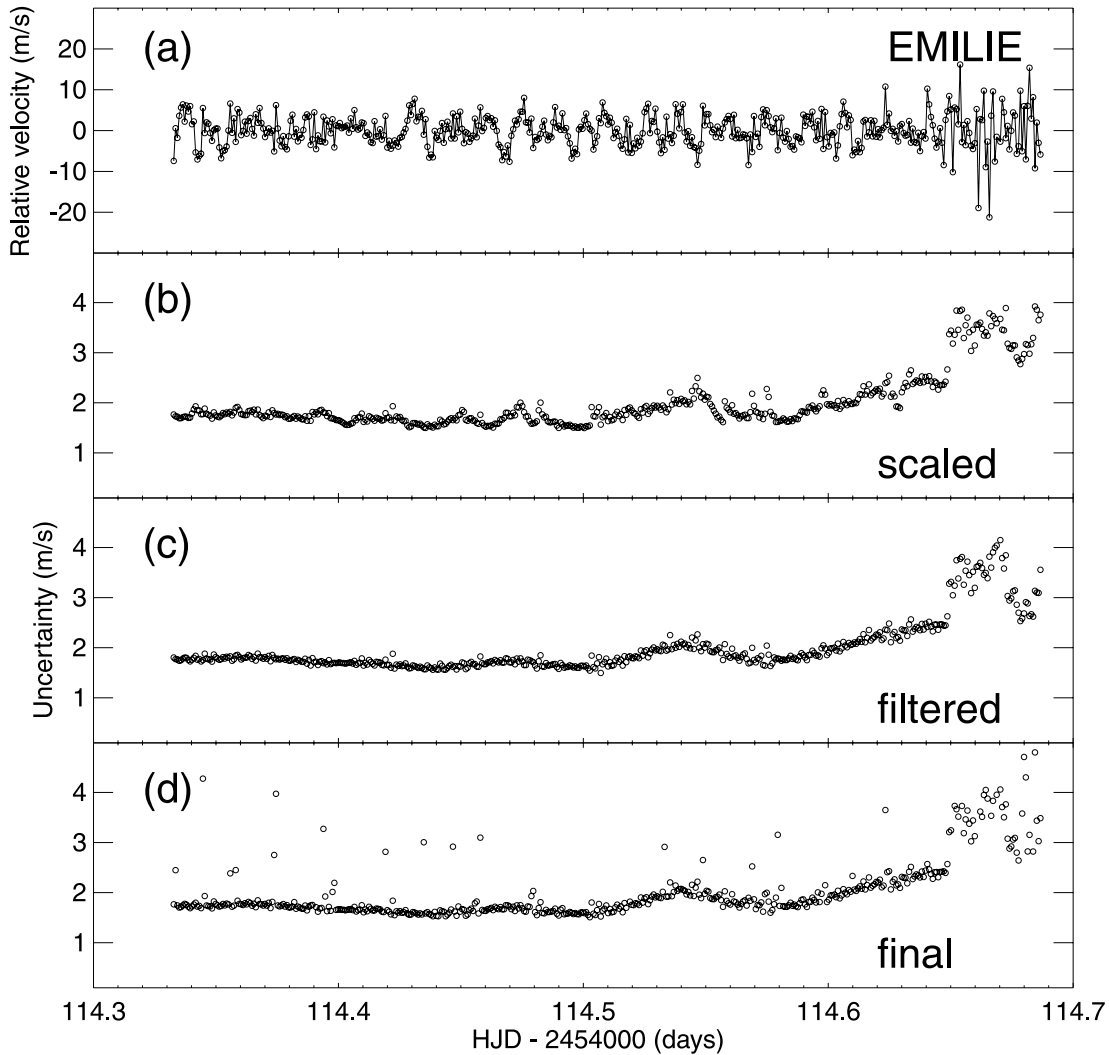 (a)
EMILIE
Relative velocity (m/s)
20
10
0
-10
-20
(b)
4
3
2
1
scaled
(c)
Uncertainty (m/s)
4
3
2
1
filtered
(d)
4
3
2
1
final
114.3
114.4
114.5
114.6
114.7
HJD - 2454000 (days)